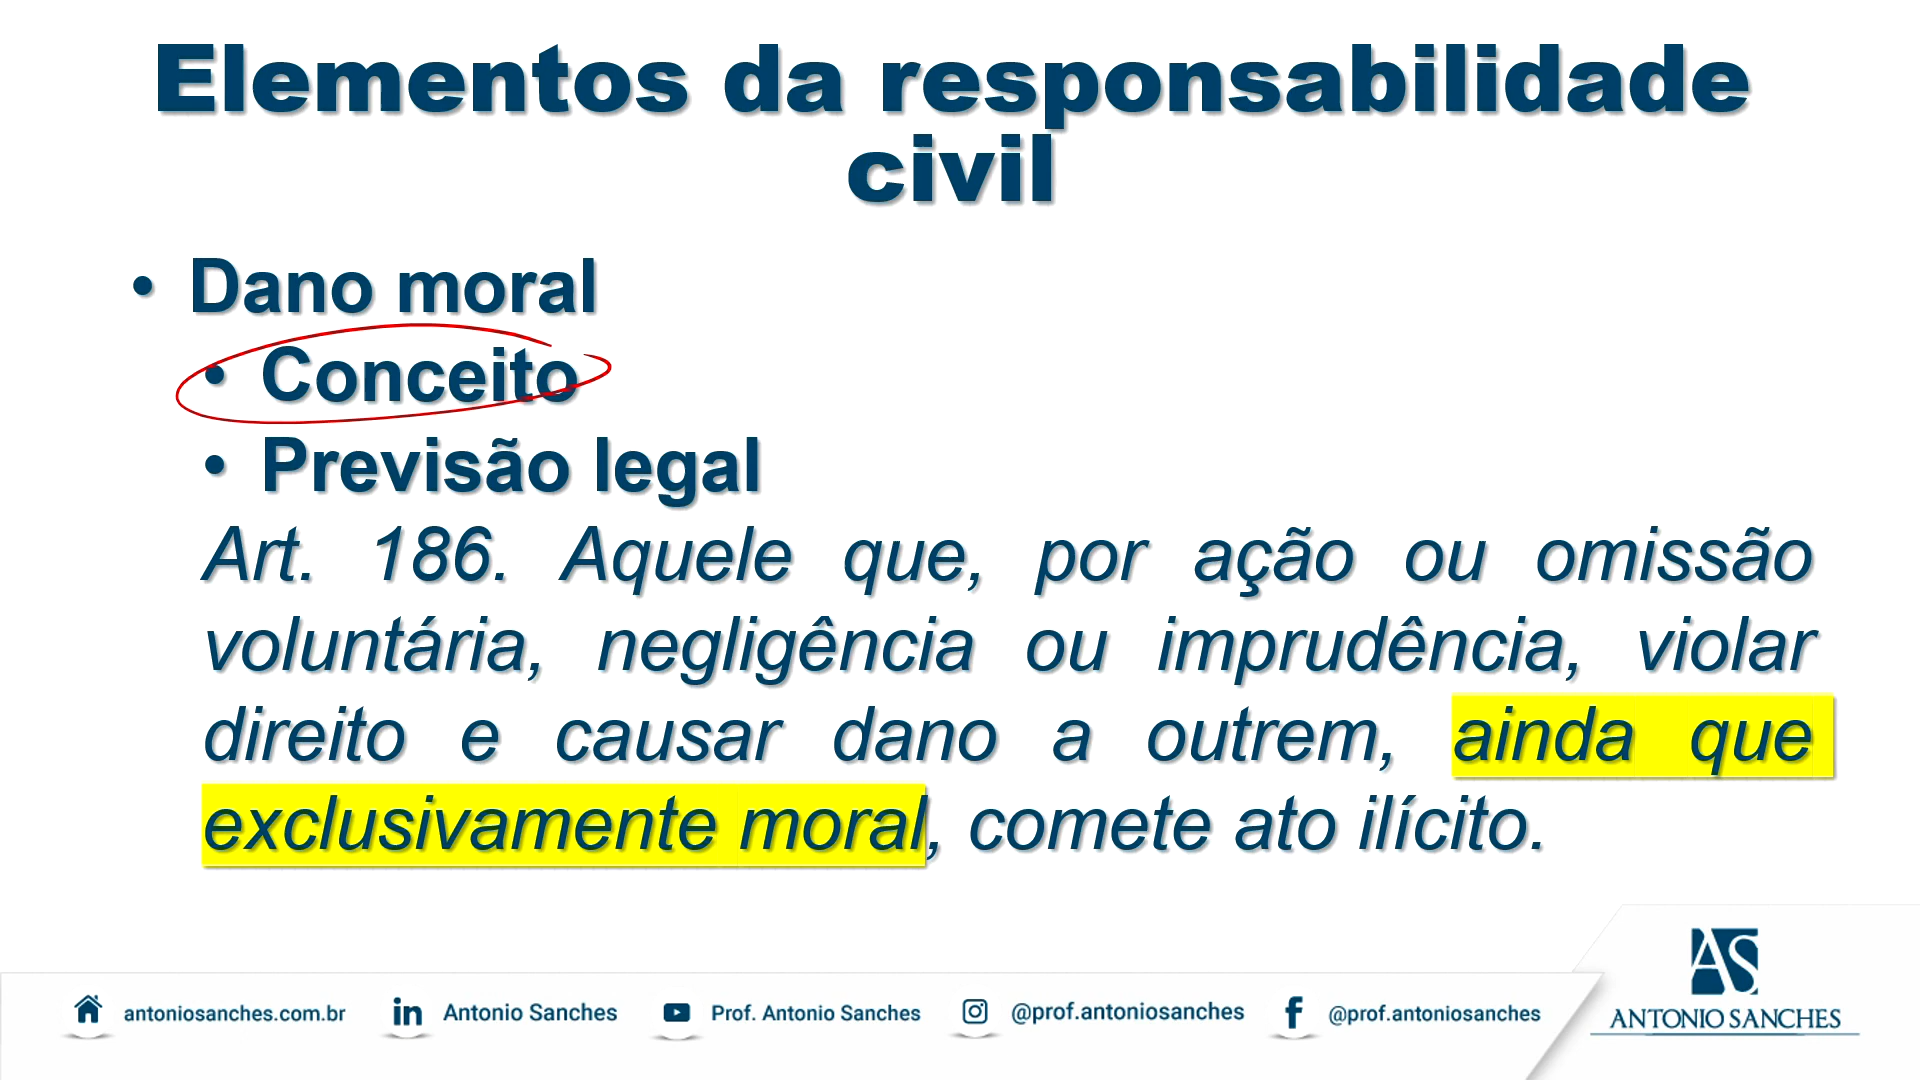 Elementos da responsabilidade
civil
• Dano moral
• Conceito
• Previsão legal
Art. 186. Aquele que, por ação ou omissão
voluntária, negligência ou imprudência, violar
direito e causar dano a outrem, ainda que
exclusivamente moral, comete ato ilícito.
AS
ANTONIO SANCHES
antoniosanches.com.br
in Antonio Sanches
Prof. Antonio Sanches
@prof.antoniosanches
f @prof.antoniosanches